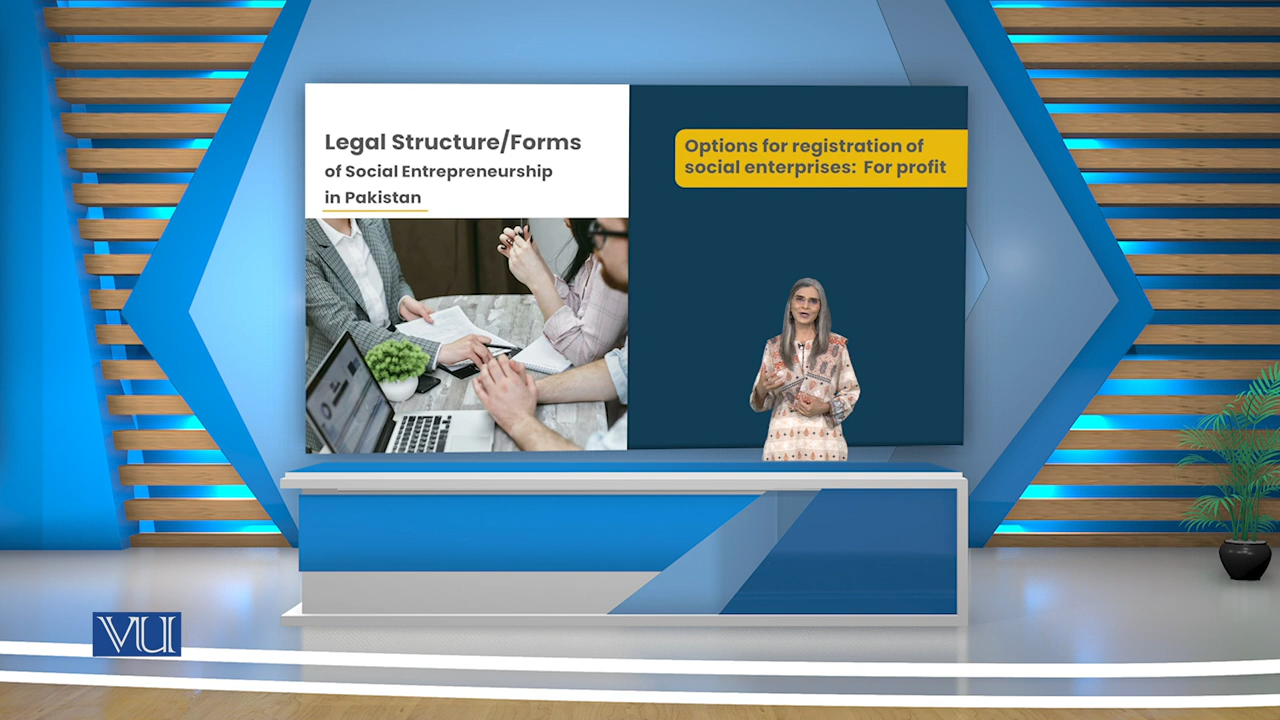 Legal Structure/Forms
of Social Entrepreneurship
in Pakistan
Options for registration of
social enterprises: For profit
VU